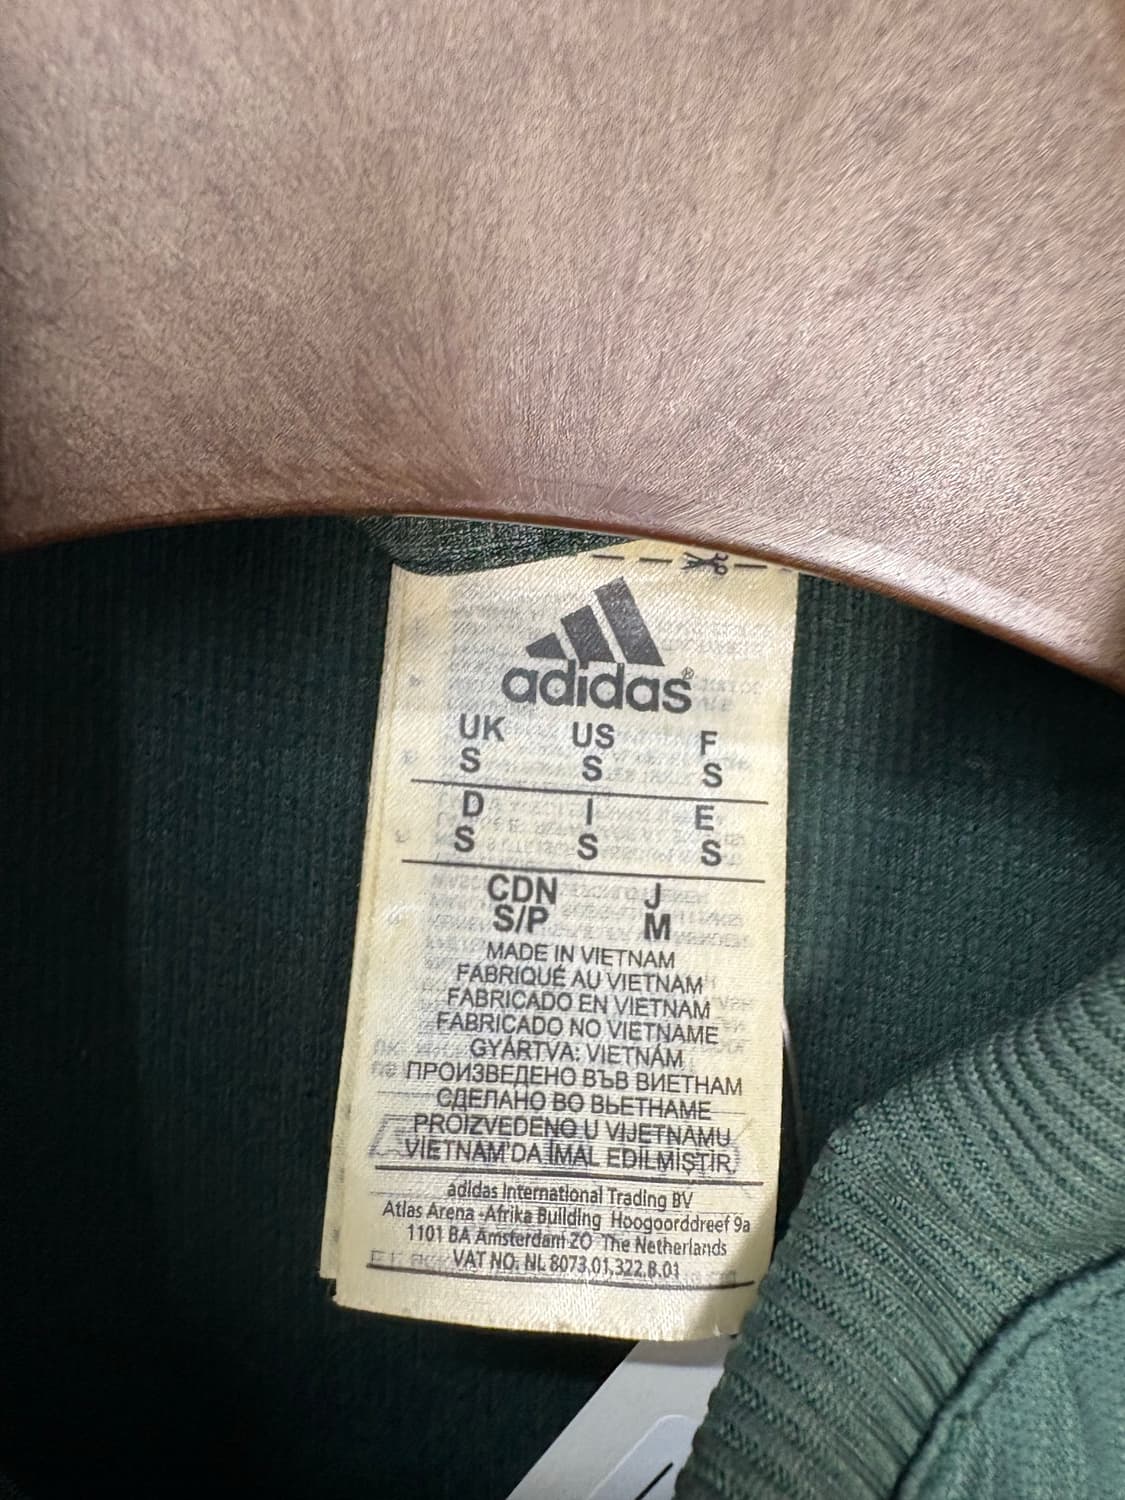 adidas®
UK US F
S S S
D I E
S S S
CDN J
S/P M
MADE IN VIETNAM
FABRIQUÉ AU VIETNAM
FABRICADO EN VIETNAM
FABRICADO NO VIETNAME
GYÁRTVA: VIETNÁM
ПРОИЗВЕДЕНО ВЪВ ВИЕТНАМ
СДЕЛАНО ВО ВЬЕТНАМЕ
PROIZVEDENO U VIJETNAMU
VIETNAM'DA İMAL EDİLMİŞTİR
adidas International Trading BV
Atlas Arena -Afrika Building Hoogoorddreef 9a
1101 BA Amsterdam ZO The Netherlands
VAT NO. NL 8073.01.322.B.01